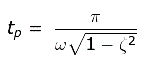 t_p = π / (ω√(1 − ζ²))